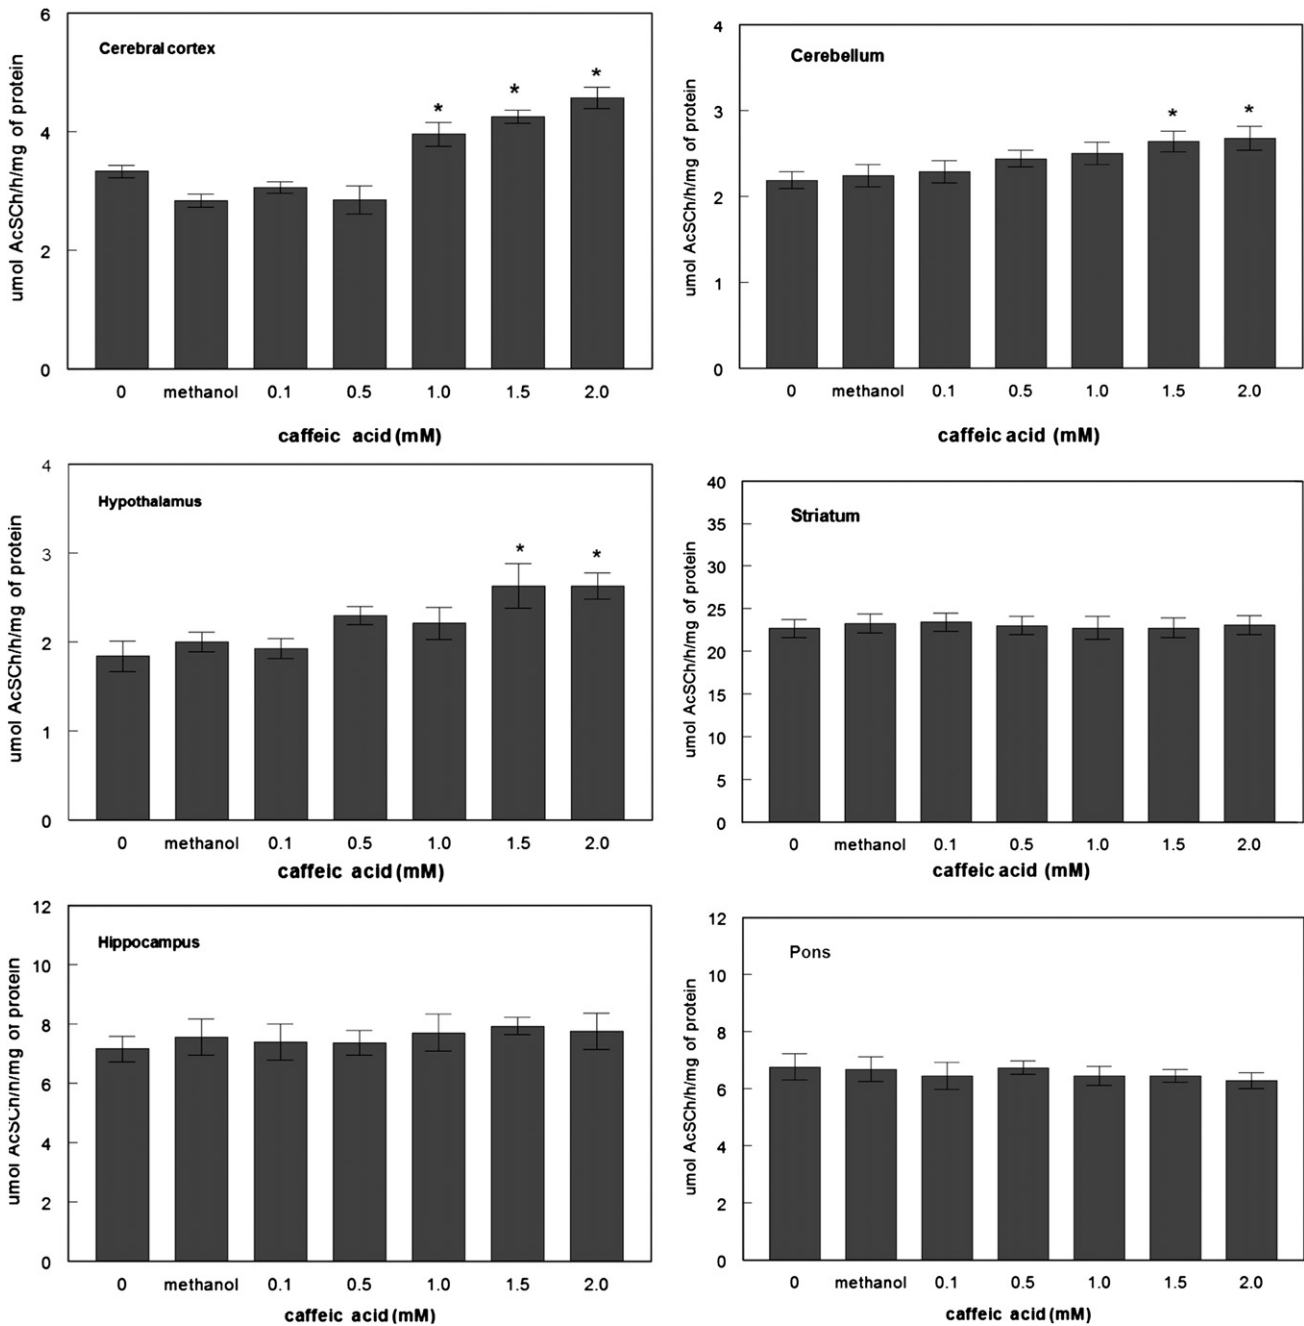 Cerebral cortex
umol AcSCh/h/mg of protein
6
4
2
0
* * *
0 methanol 0.1 0.5 1.0 1.5 2.0
caffeic acid (mM)
Cerebellum
umol AcSCh/h/mg of protein
4
3
2
1
0
* *
0 methanol 0.1 0.5 1.0 1.5 2.0
caffeic acid (mM)
Hypothalamus
umol AcSCh/h/mg of protein
4
3
2
1
0
* *
0 methanol 0.1 0.5 1.0 1.5 2.0
caffeic acid (mM)
Striatum
umol AcSCh/h/mg of protein
40
35
30
25
20
15
10
5
0
0 methanol 0.1 0.5 1.0 1.5 2.0
caffeic acid (mM)
Hippocampus
umol AcSCh/h/mg of protein
12
10
8
6
4
2
0
0 methanol 0.1 0.5 1.0 1.5 2.0
caffeic acid (mM)
Pons
umol AcSCh/h/mg of protein
12
10
8
6
4
2
0
0 methanol 0.1 0.5 1.0 1.5 2.0
caffeic acid (mM)